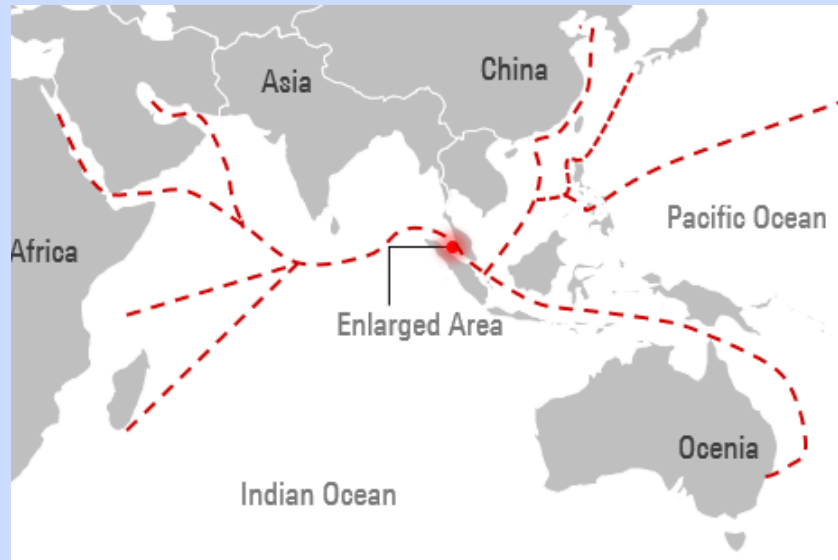 China
Asia
Pacific Ocean
Africa
Enlarged Area
Ocenia
Indian Ocean